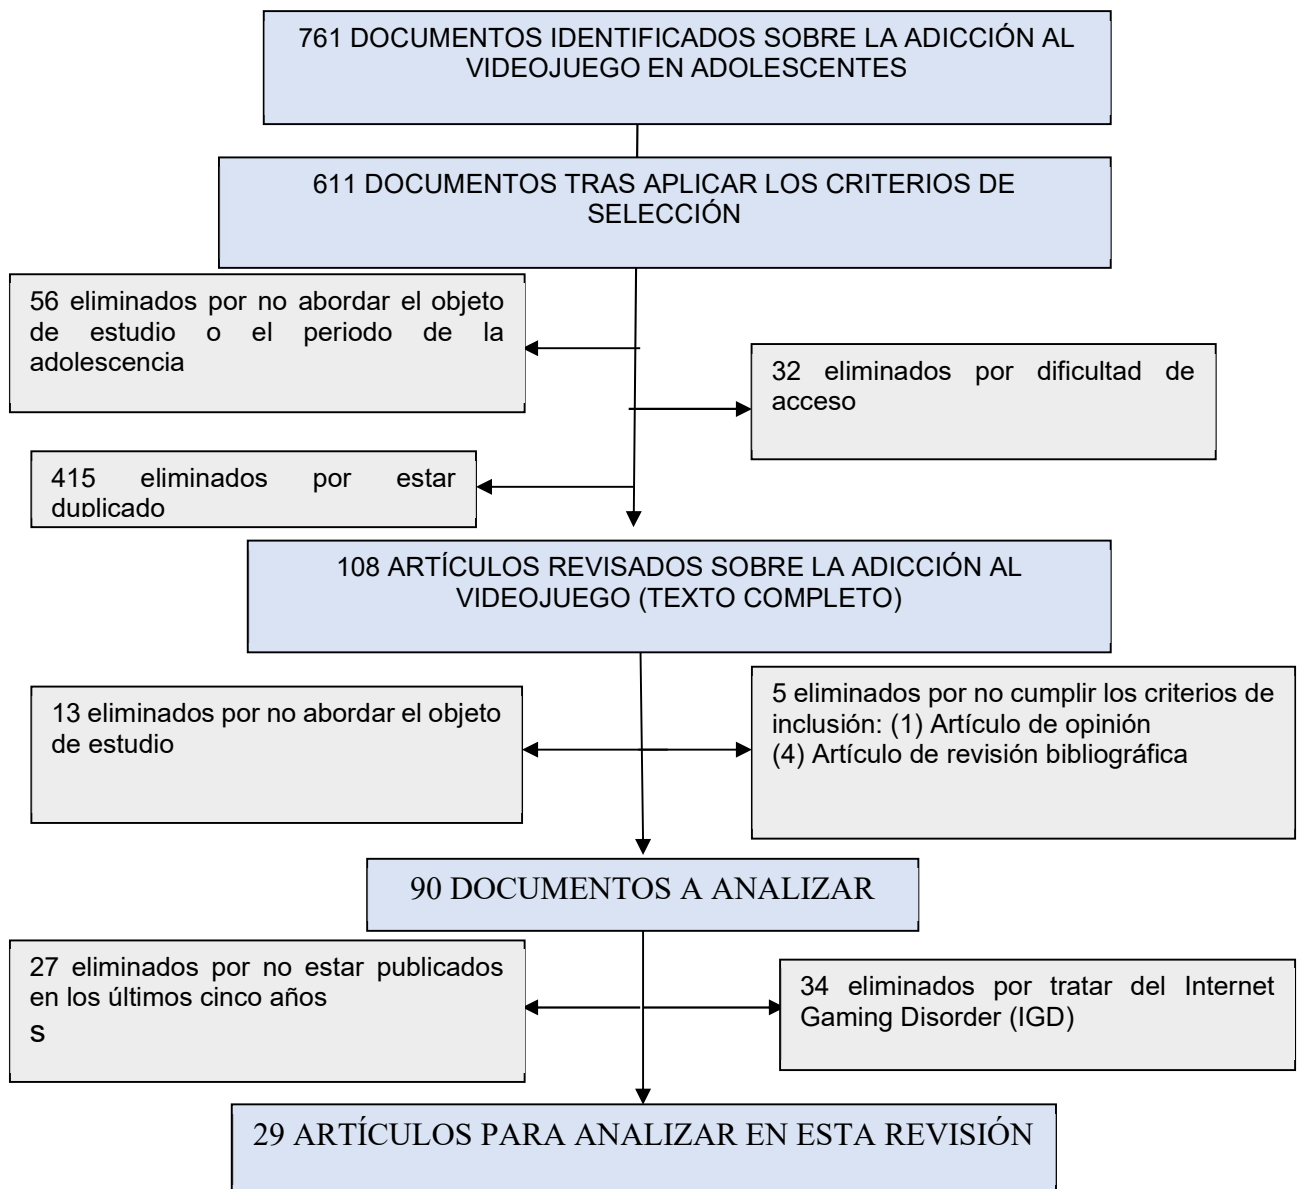 761 DOCUMENTOS IDENTIFICADOS SOBRE LA ADICCIÓN AL
VIDEOJUEGO EN ADOLESCENTES
611 DOCUMENTOS TRAS APLICAR LOS CRITERIOS DE
SELECCIÓN
56 eliminados por no abordar el objeto
de estudio o el periodo de la
adolescencia
32 eliminados por dificultad de
acceso
415 eliminados por estar
duplicado
108 ARTÍCULOS REVISADOS SOBRE LA ADICCIÓN AL
VIDEOJUEGO (TEXTO COMPLETO)
13 eliminados por no abordar el objeto
de estudio
5 eliminados por no cumplir los criterios de
inclusión: (1) Artículo de opinión
(4) Artículo de revisión bibliográfica
90 DOCUMENTOS A ANALIZAR
27 eliminados por no estar publicados
en los últimos cinco años
s
34 eliminados por tratar del Internet
Gaming Disorder (IGD)
29 ARTÍCULOS PARA ANALIZAR EN ESTA REVISIÓN